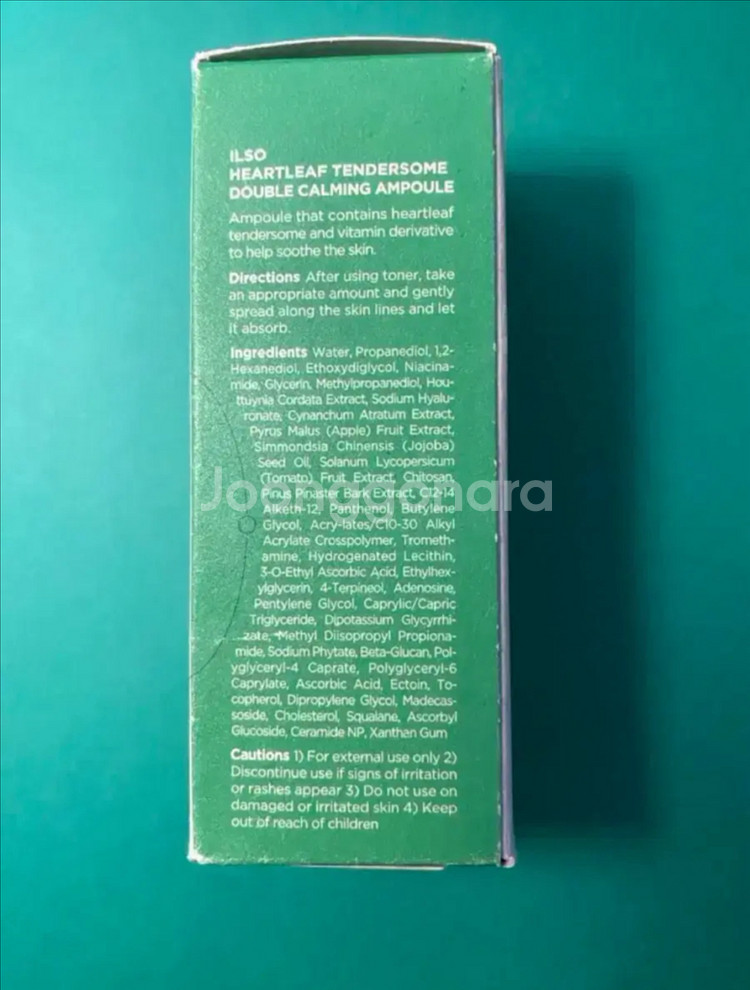 ILSO
HEARTLEAF TENDERSOME
DOUBLE CALMING AMPOULE
Ampoule that contains heartleaf
tendersome and vitamin derivative
to help soothe the skin.
Directions After using toner, take
an appropriate amount and gently
spread along the skin lines and let
it absorb.
Ingredients Water, Propanediol, 1,2-
Hexanediol, Ethoxydiglycol, Niacina-
mide, Glycerin, Methylpropanediol, Hou-
ttuynia Cordata Extract, Sodium Hyalu-
ronate, Cynanchum Atratum Extract,
Pyrus Malus (Apple) Fruit Extract,
Simmondsia Chinensis (Jojoba)
Seed Oil, Solanum Lycopersicum
(Tomato) Fruit Extract, Chitosan,
Pinus Pinaster Bark Extract, C12-14
Alketh-12, Panthenol, Butylene
Glycol, Acry-lates/C10-30 Alkyl
Acrylate Crosspolymer, Trometh-
amine, Hydrogenated Lecithin,
3-O-Ethyl Ascorbic Acid, Ethylhex-
ylglycerin, 4-Terpineol, Adenosine,
Pentylene Glycol, Caprylic/Capric
Triglyceride, Dipotassium Glycyrrhi-
zate, Methyl Diisopropyl Propiona-
mide, Sodium Phytate, Beta-Glucan, Pol-
yglyceryl-4 Caprate, Polyglyceryl-6
Caprylate, Ascorbic Acid, Ectoin, To-
copherol, Dipropylene Glycol, Madecas-
soside, Cholesterol, Squalane, Ascorbyl
Glucoside, Ceramide NP, Xanthan Gum
Cautions 1) For external use only 2)
Discontinue use if signs of irritation
or rashes appear 3) Do not use on
damaged or irritated skin 4) Keep
out of reach of children